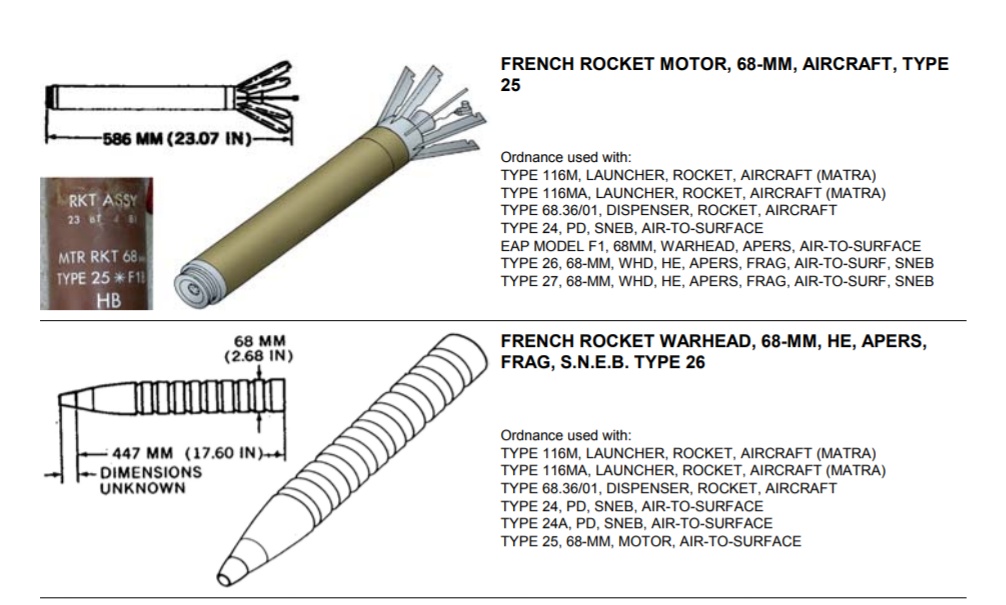 FRENCH ROCKET MOTOR, 68-MM, AIRCRAFT, TYPE
25
586 MM (23.07 IN)
RKT ASSY
MTR RKT 68mm
TYPE 25 * F1B
HB
Ordnance used with:
TYPE 116M, LAUNCHER, ROCKET, AIRCRAFT (MATRA)
TYPE 116MA, LAUNCHER, ROCKET, AIRCRAFT (MATRA)
TYPE 68.36/01, DISPENSER, ROCKET, AIRCRAFT
TYPE 24, PD, SNEB, AIR-TO-SURFACE
EAP MODEL F1, 68MM, WARHEAD, APERS, AIR-TO-SURFACE
TYPE 26, 68-MM, WHD, HE, APERS, FRAG, AIR-TO-SURF, SNEB
TYPE 27, 68-MM, WHD, HE, APERS, FRAG, AIR-TO-SURF, SNEB
FRENCH ROCKET WARHEAD, 68-MM, HE, APERS,
FRAG, S.N.E.B. TYPE 26
68 MM
(2.68 IN)
447 MM (17.60 IN)
DIMENSIONS
UNKNOWN
Ordnance used with:
TYPE 116M, LAUNCHER, ROCKET, AIRCRAFT (MATRA)
TYPE 116MA, LAUNCHER, ROCKET, AIRCRAFT (MATRA)
TYPE 68.36/01, DISPENSER, ROCKET, AIRCRAFT
TYPE 24, PD, SNEB, AIR-TO-SURFACE
TYPE 24A, PD, SNEB, AIR-TO-SURFACE
TYPE 25, 68-MM, MOTOR, AIR-TO-SURFACE